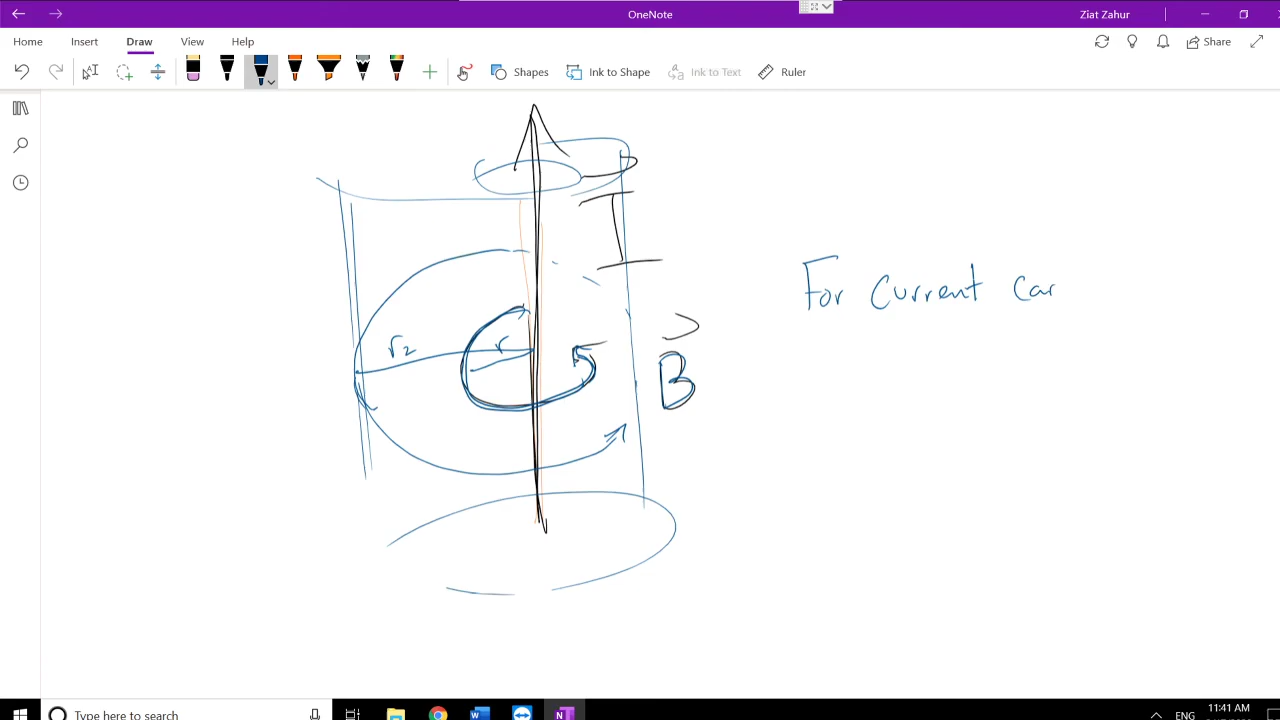 OneNote
Ziat Zahur
Home Insert Draw View Help
Share
Shapes
Ink to Shape
Ink to Text
Ruler
I
For Current Car
r₂
r
B
Type here to search
W
N
ENG
11:41 AM